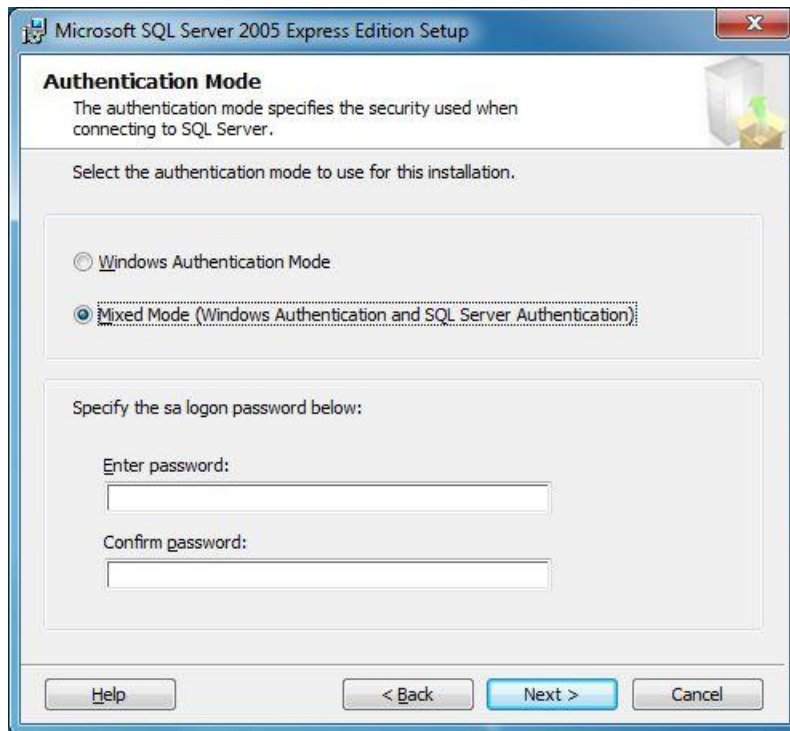 Microsoft SQL Server 2005 Express Edition Setup
Authentication Mode
The authentication mode specifies the security used when
connecting to SQL Server.
Select the authentication mode to use for this installation.
Windows Authentication Mode
Mixed Mode (Windows Authentication and SQL Server Authentication)
Specify the sa logon password below:
Enter password:
Confirm password:
Help
< Back
Next >
Cancel